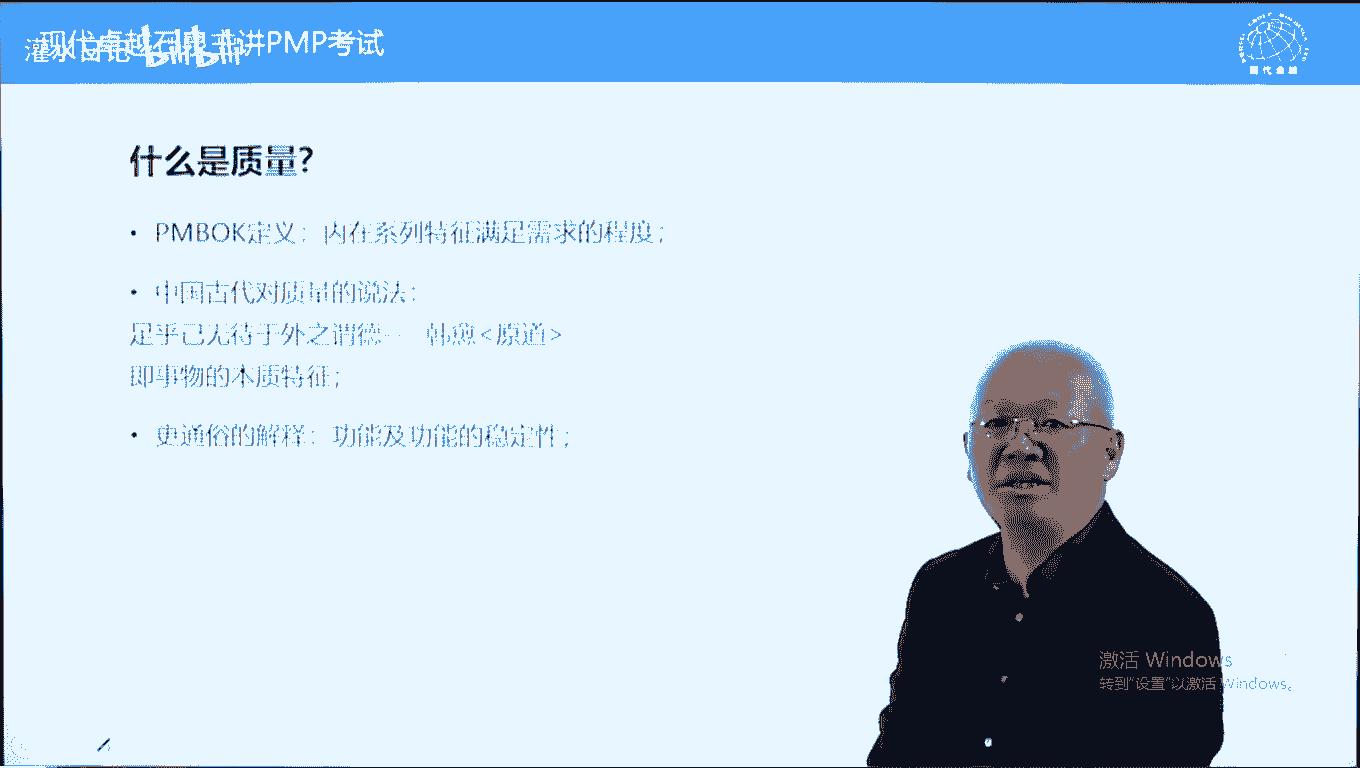 讲PMP考试
bilibili
现代卓越
什么是质量?
• PMBOK定义：内在系列特征满足需求的程度；
• 中国古代对质量的说法：
足乎己无待于外之谓德-- 韩愈<原道>
即事物的本质特征；
• 更通俗的解释：功能及功能的稳定性；
激活 Windows
转到"设置"以激活 Windows。